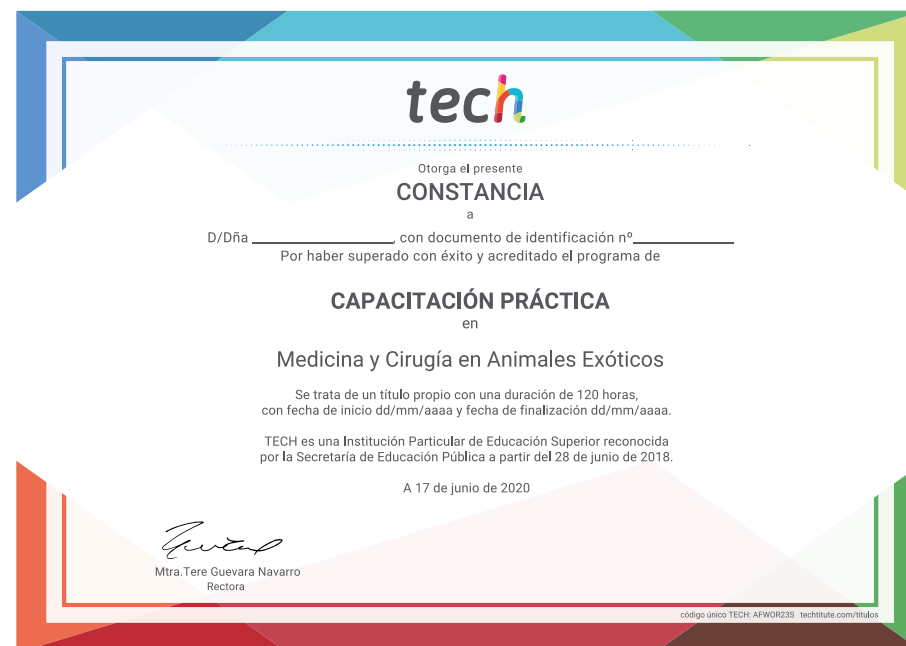 tech
Otorga el presente
CONSTANCIA
a
D/Dña ____________________, con documento de identificación nº______________
Por haber superado con éxito y acreditado el programa de
CAPACITACIÓN PRÁCTICA
en
Medicina y Cirugía en Animales Exóticos
Se trata de un título propio con una duración de 120 horas,
con fecha de inicio dd/mm/aaaa y fecha de finalización dd/mm/aaaa.
TECH es una Institución Particular de Educación Superior reconocida
por la Secretaría de Educación Pública a partir del 28 de junio de 2018.
A 17 de junio de 2020
Mtra.Tere Guevara Navarro
Rectora
código único TECH: AFWOR23S techtitute.com/titulos